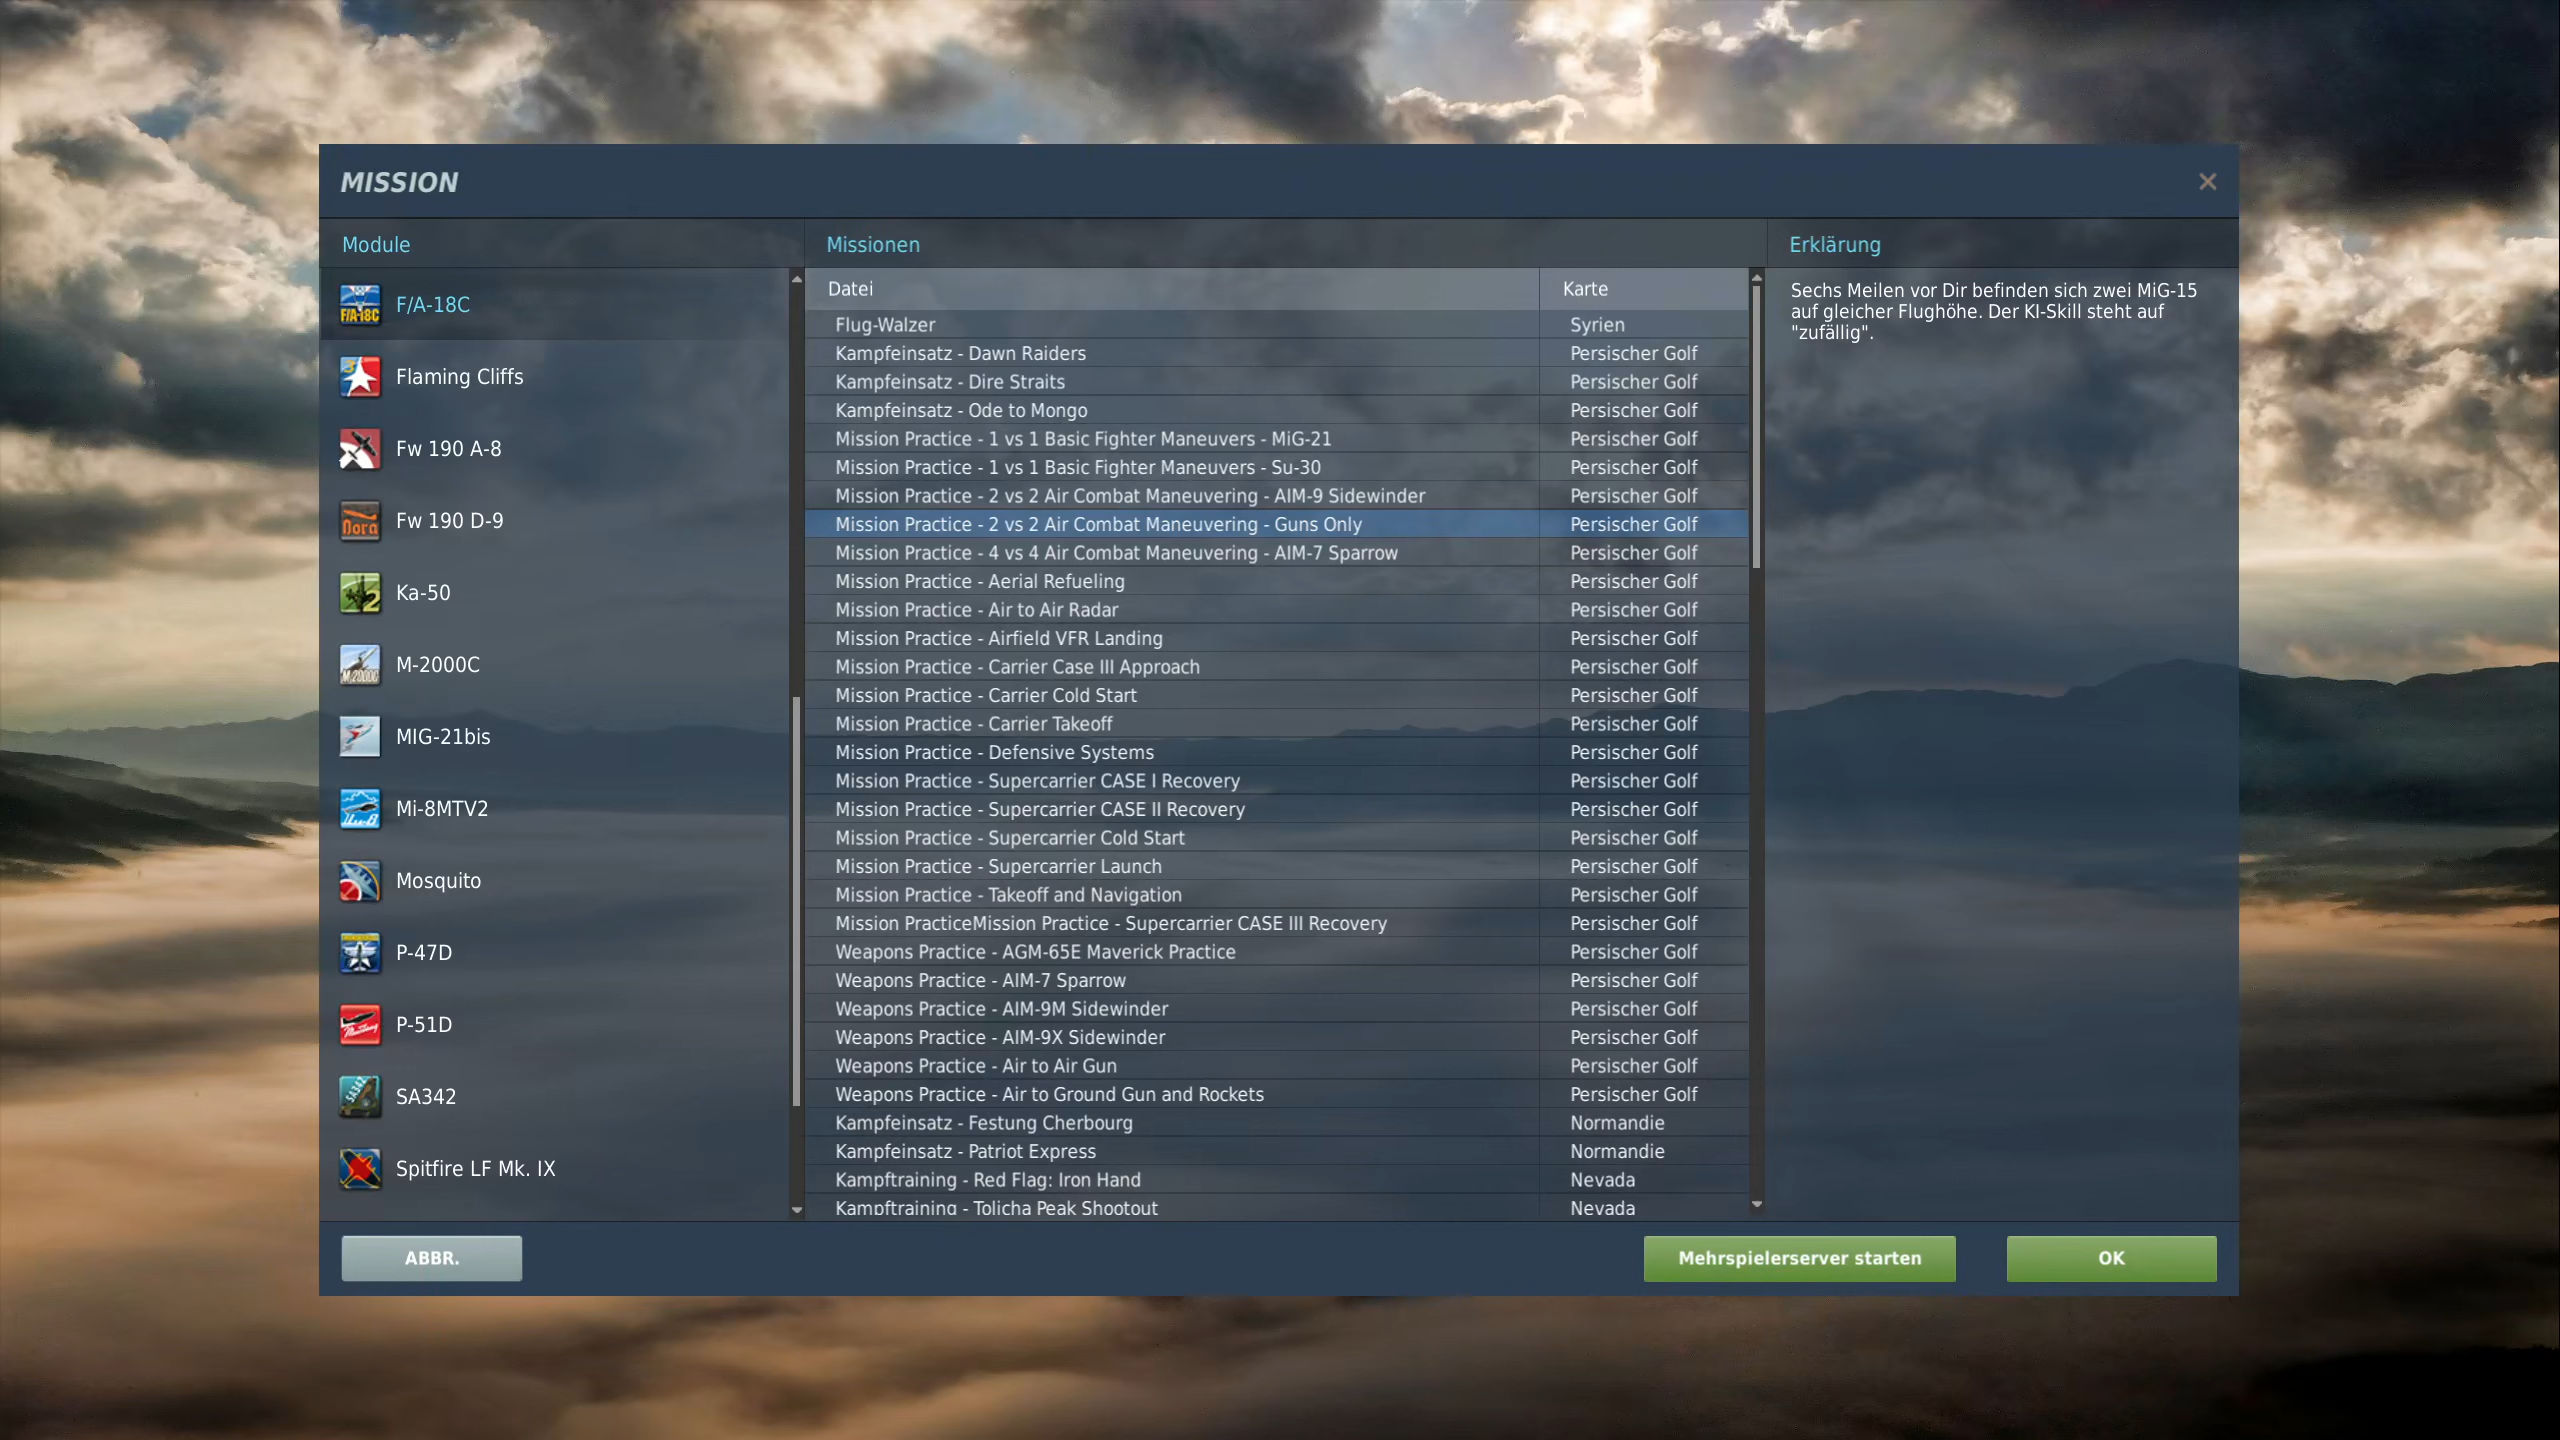 MISSION
Module
Missionen
Erklärung
F/A-18C
F/A-18C
Flaming Cliffs
Fw 190 A-8
Dora
Fw 190 D-9
2
Ka-50
M-2000C
M-2000C
MIG-21bis
Mi-8MTV2
Mosquito
P-47D
P-51D
SA342
SA342
Spitfire LF Mk. IX
Datei Karte
Flug-Walzer Syrien
Kampfeinsatz - Dawn Raiders Persischer Golf
Kampfeinsatz - Dire Straits Persischer Golf
Kampfeinsatz - Ode to Mongo Persischer Golf
Mission Practice - 1 vs 1 Basic Fighter Maneuvers - MiG-21 Persischer Golf
Mission Practice - 1 vs 1 Basic Fighter Maneuvers - Su-30 Persischer Golf
Mission Practice - 2 vs 2 Air Combat Maneuvering - AIM-9 Sidewinder Persischer Golf
Mission Practice - 2 vs 2 Air Combat Maneuvering - Guns Only Persischer Golf
Mission Practice - 4 vs 4 Air Combat Maneuvering - AIM-7 Sparrow Persischer Golf
Mission Practice - Aerial Refueling Persischer Golf
Mission Practice - Air to Air Radar Persischer Golf
Mission Practice - Airfield VFR Landing Persischer Golf
Mission Practice - Carrier Case III Approach Persischer Golf
Mission Practice - Carrier Cold Start Persischer Golf
Mission Practice - Carrier Takeoff Persischer Golf
Mission Practice - Defensive Systems Persischer Golf
Mission Practice - Supercarrier CASE I Recovery Persischer Golf
Mission Practice - Supercarrier CASE II Recovery Persischer Golf
Mission Practice - Supercarrier Cold Start Persischer Golf
Mission Practice - Supercarrier Launch Persischer Golf
Mission Practice - Takeoff and Navigation Persischer Golf
Mission PracticeMission Practice - Supercarrier CASE III Recovery Persischer Golf
Weapons Practice - AGM-65E Maverick Practice Persischer Golf
Weapons Practice - AIM-7 Sparrow Persischer Golf
Weapons Practice - AIM-9M Sidewinder Persischer Golf
Weapons Practice - AIM-9X Sidewinder Persischer Golf
Weapons Practice - Air to Air Gun Persischer Golf
Weapons Practice - Air to Ground Gun and Rockets Persischer Golf
Kampfeinsatz - Festung Cherbourg Normandie
Kampfeinsatz - Patriot Express Normandie
Kampftraining - Red Flag: Iron Hand Nevada
Kampftraining - Tolicha Peak Shootout Nevada
Sechs Meilen vor Dir befinden sich zwei MiG-15
auf gleicher Flughöhe. Der KI-Skill steht auf
"zufällig".
ABBR.
Mehrspielerserver starten
OK